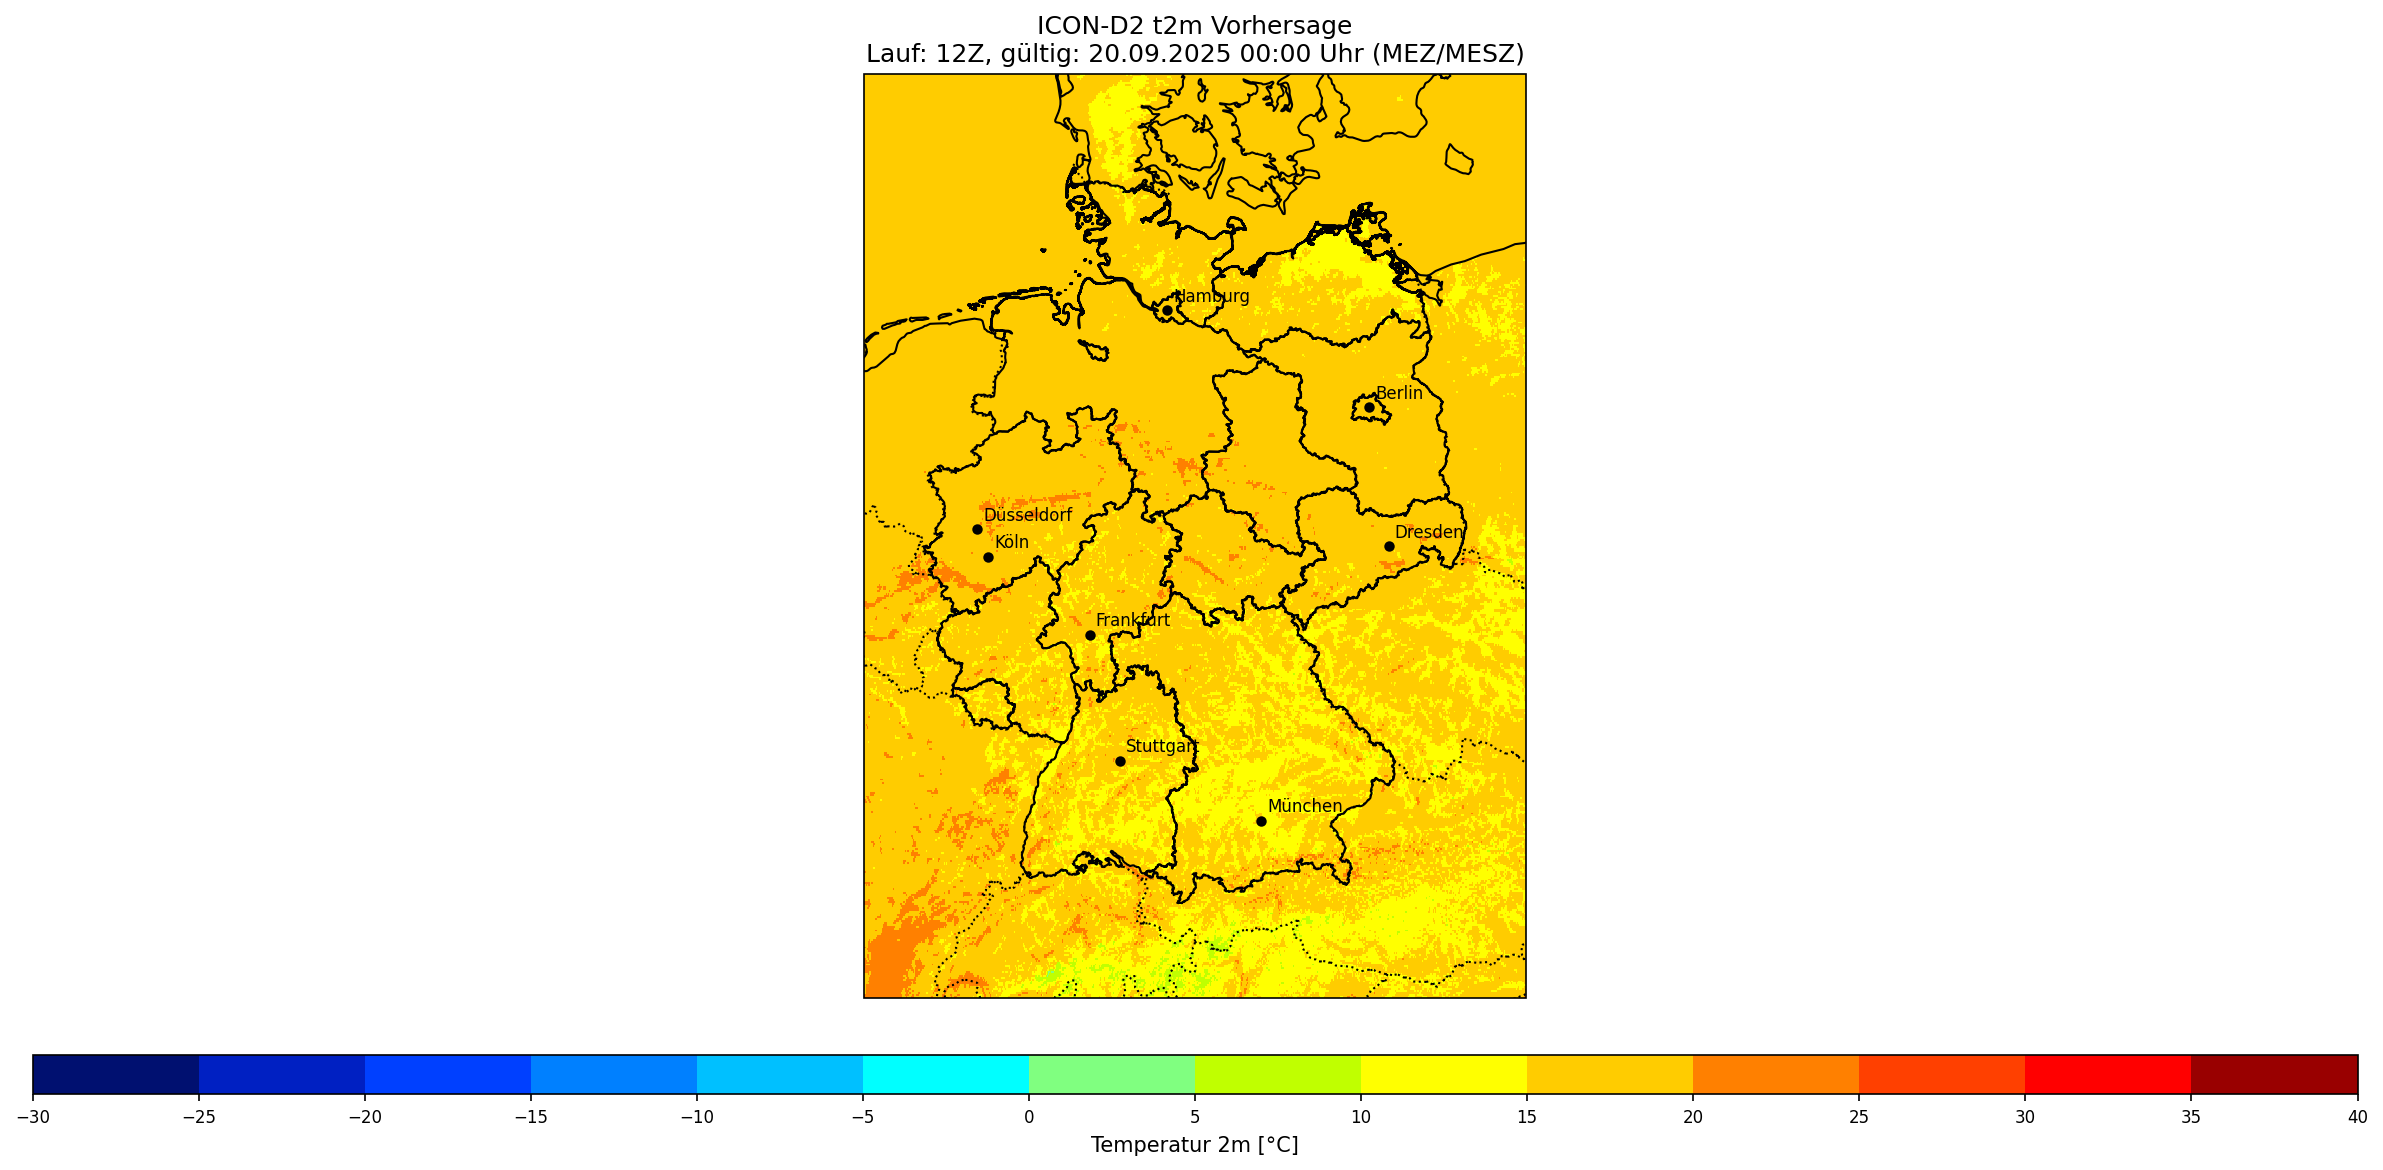 ICON-D2 t2m Vorhersage
Lauf: 12Z, gültig: 20.09.2025 00:00 Uhr (MEZ/MESZ)
Hamburg
Berlin
Düsseldorf
Dresden
Köln
Frankfurt
Stuttgart
München
−30 −25 −20 −15 −10 −5 0 5 10 15 20 25 30 35 40
Temperatur 2m [°C]